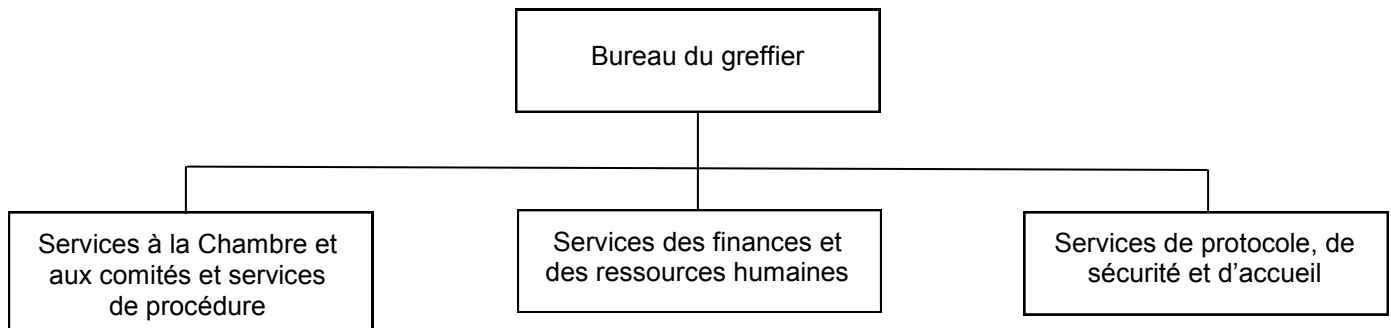 Bureau du greffier
Services à la Chambre et
aux comités et services
de procédure
Services des finances et
des ressources humaines
Services de protocole, de
sécurité et d’accueil